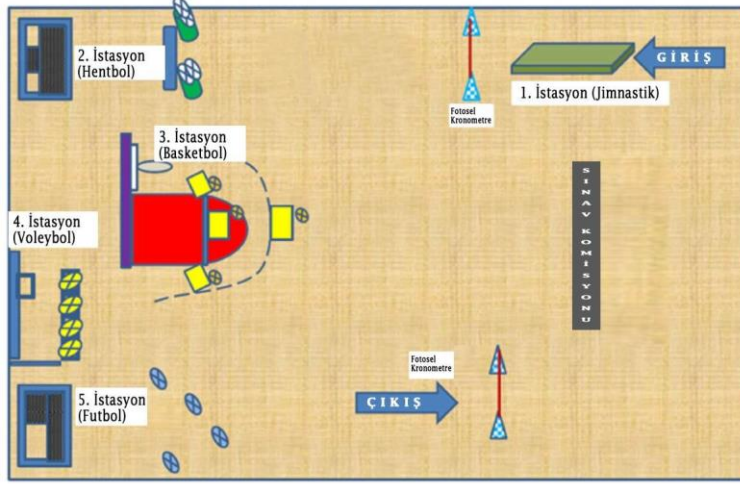 2. İstasyon
(Hentbol)
GİRİŞ
1. İstasyon (Jimnastik)
Fotosel
Kronometre
3. İstasyon
(Basketbol)
SINAV KOMİSYONU
4. İstasyon
(Voleybol)
Fotosel
Kronometre
5. İstasyon
(Futbol)
ÇIKIŞ